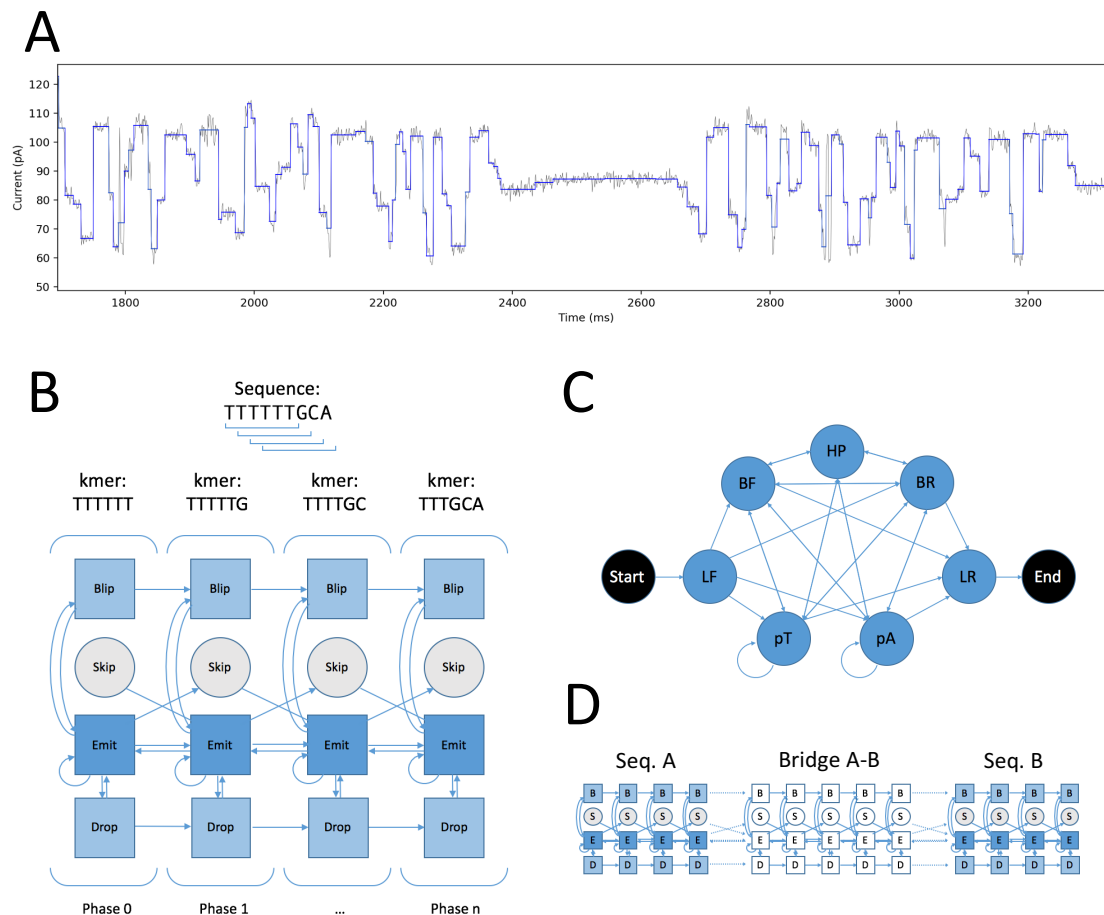 A
120
110
100
90
80
70
60
50
Current (pA)
1800
2000
2200
2400
2600
2800
3000
3200
Time (ms)
B
Sequence:
TTTTTTGCA
kmer: kmer: kmer: kmer:
TTTTTT TTTTTG TTTTGC TTTGCA
Blip Blip Blip Blip
Skip Skip Skip Skip
Emit Emit Emit Emit
Drop Drop Drop Drop
Phase 0 Phase 1 ... Phase n
C
HP
BF BR
Start LF LR End
pT pA
D
Seq. A Bridge A-B Seq. B
B B B B B B B B B B B B B
S S S S S S S S S S S S S
E E E E E E E E E E E E E
D D D D D D D D D D D D D